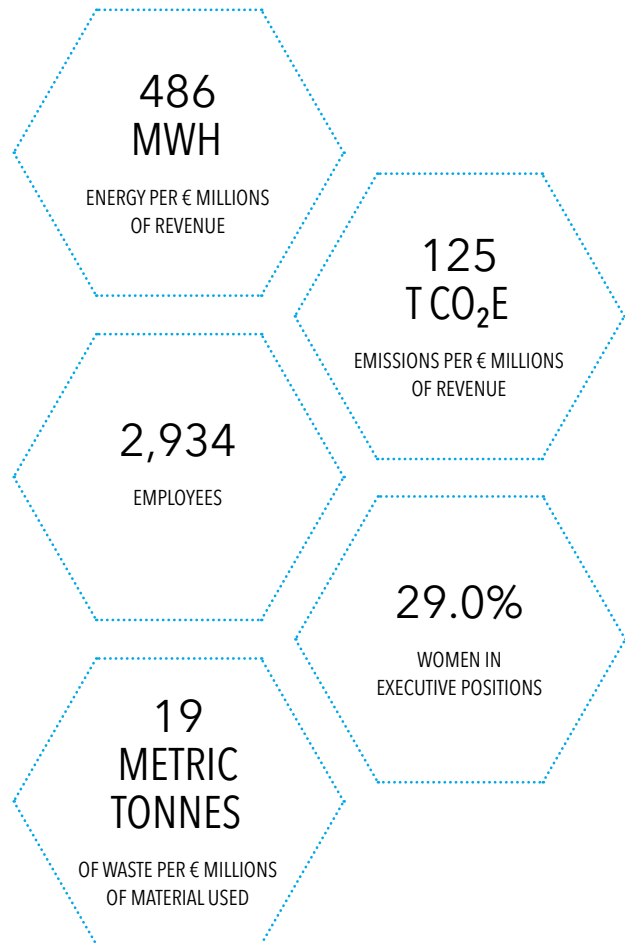 486
MWH
ENERGY PER € MILLIONS
OF REVENUE
125
T CO₂E
EMISSIONS PER € MILLIONS
OF REVENUE
2,934
EMPLOYEES
29.0%
WOMEN IN
EXECUTIVE POSITIONS
19
METRIC
TONNES
OF WASTE PER € MILLIONS
OF MATERIAL USED